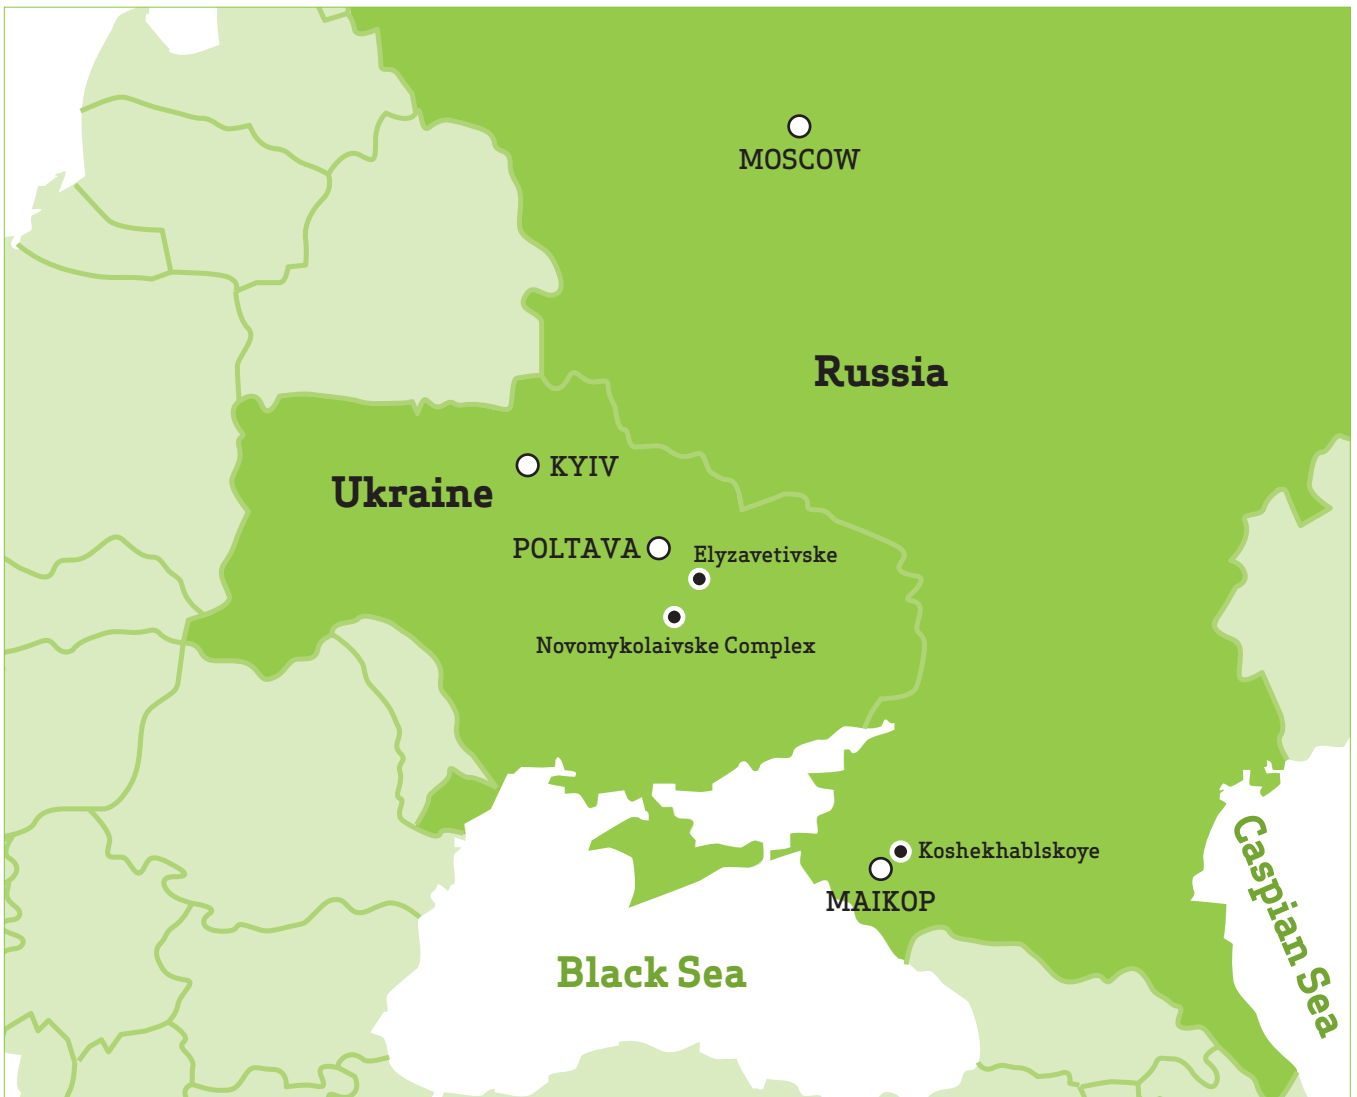 MOSCOW
Russia
KYIV
Ukraine
POLTAVA
Elyzavetivske
Novomykolaivske Complex
Koshekhablskoye
MAIKOP
Black Sea
Caspian Sea